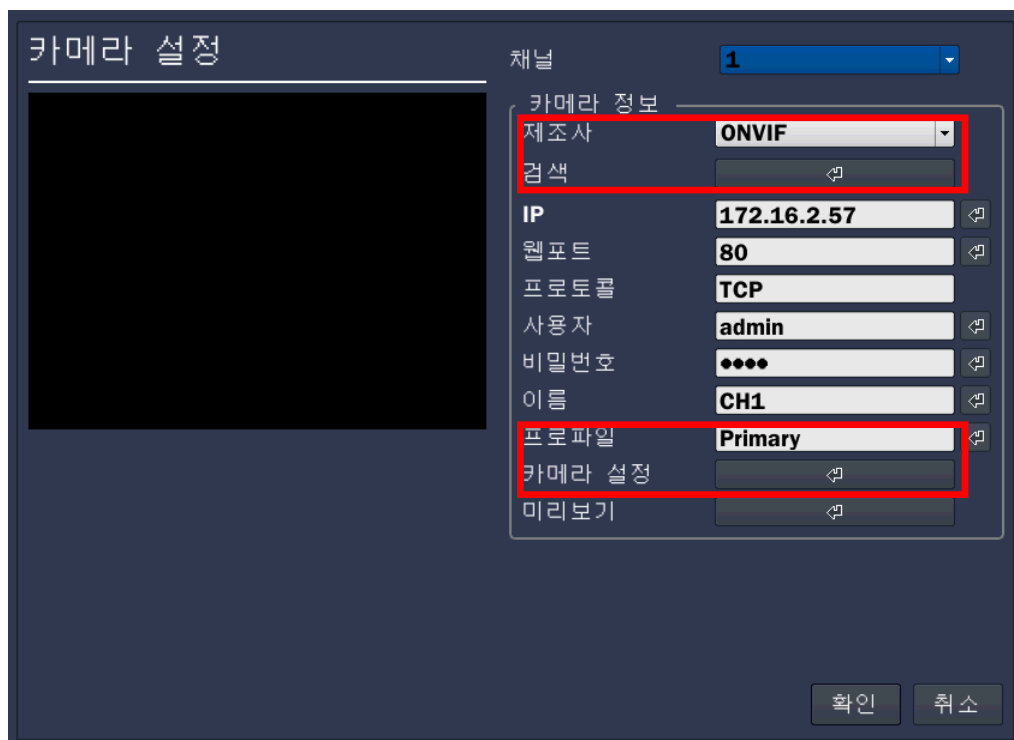 카메라 설정
채널 1
카메라 정보
제조사 ONVIF
검색
IP 172.16.2.57
웹포트 80
프로토콜 TCP
사용자 admin
비밀번호 ●●●●
이름 CH1
프로파일 Primary
카메라 설정
미리보기
확인 취소